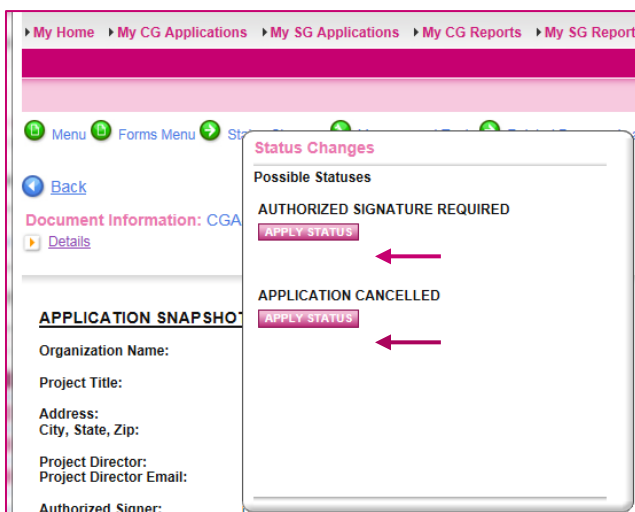 My Home My CG Applications My SG Applications My CG Reports My SG Report
Menu Forms Menu
Status Changes
Back
Possible Statuses
Document Information: CGA
Details
AUTHORIZED SIGNATURE REQUIRED
APPLY STATUS
APPLICATION CANCELLED
APPLY STATUS
APPLICATION SNAPSHOT
Organization Name:
Project Title:
Address:
City, State, Zip:
Project Director:
Project Director Email:
Authorized Signer: